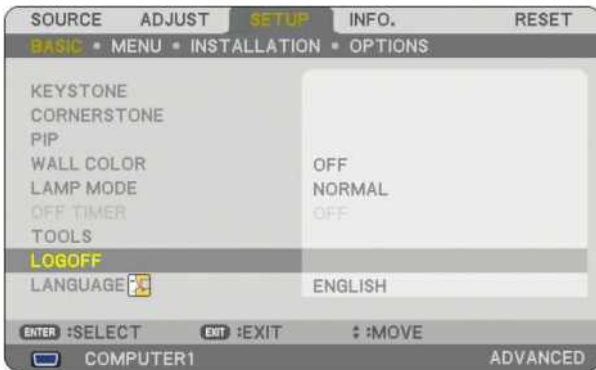 SOURCE ADJUST SETUP INFO. RESET
BASIC • MENU • INSTALLATION • OPTIONS
KEYSTONE
CORNERSTONE
PIP
WALL COLOR OFF
LAMP MODE NORMAL
OFF TIMER OFF
TOOLS
LOGOFF
LANGUAGE ENGLISH
ENTER :SELECT EXIT :EXIT :MOVE
COMPUTER1 ADVANCED